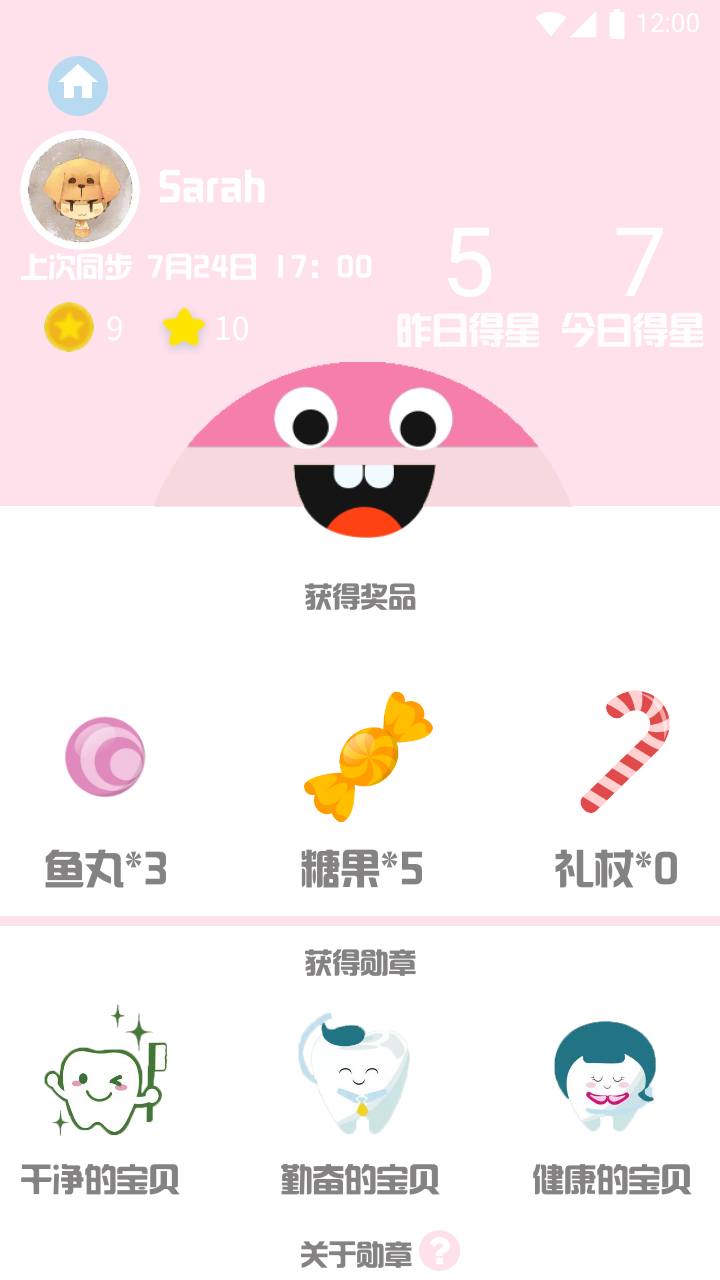 12:00
Sarah
上次同步 7月24日 17：00
5 7
昨日得星 今日得星
9 10
获得奖品
鱼丸*3 糖果*5 礼杖*0
获得勋章
干净的宝贝 勤奋的宝贝 健康的宝贝
关于勋章 ?